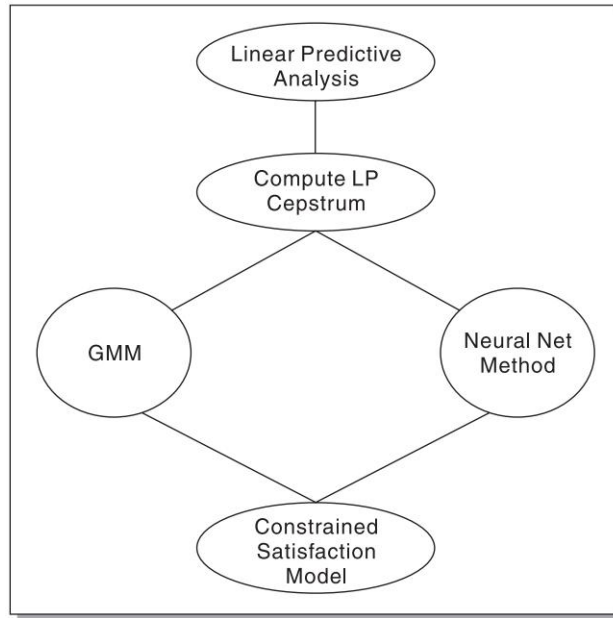 Linear Predictive
Analysis
Compute LP
Cepstrum
GMM
Neural Net
Method
Constrained
Satisfaction
Model